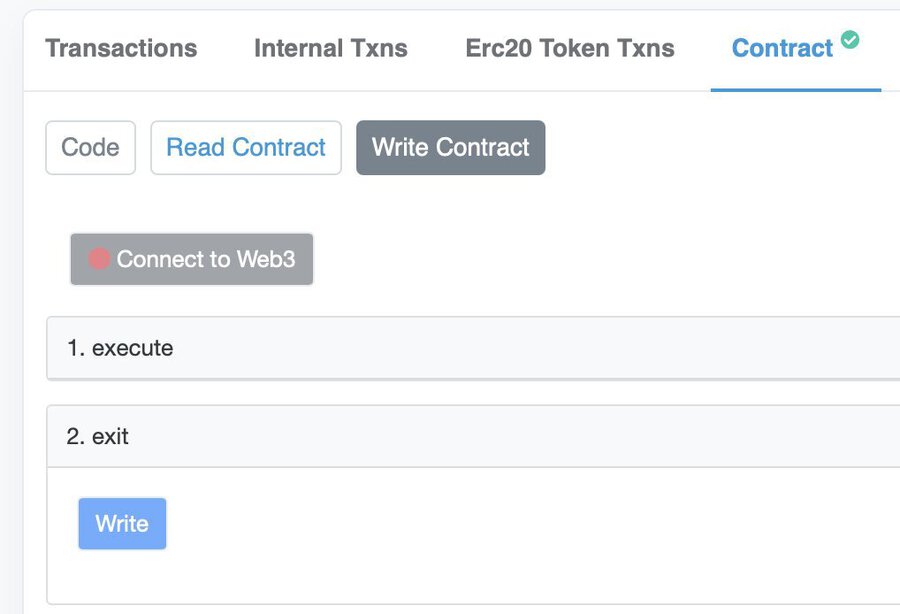 Transactions Internal Txns Erc20 Token Txns Contract
Code Read Contract Write Contract
Connect to Web3
1. execute
2. exit
Write